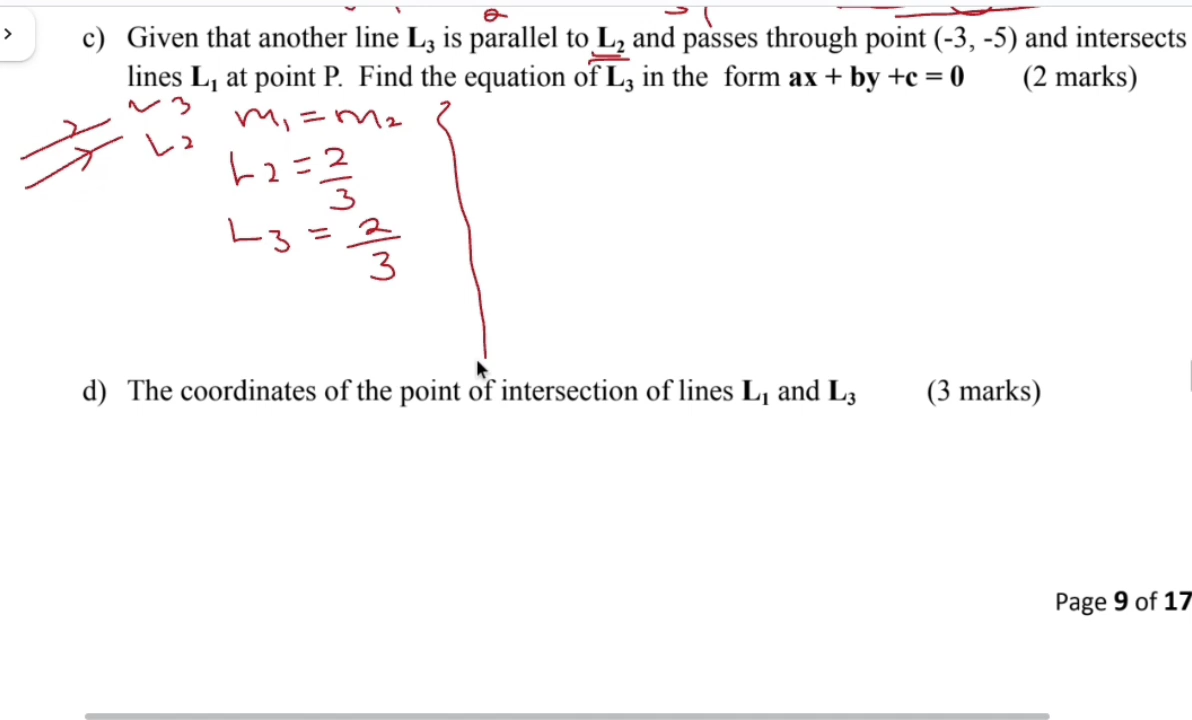 c) Given that another line L₃ is parallel to L₂ and passes through point (-3, -5) and intersects
lines L₁ at point P. Find the equation of L₃ in the form ax + by +c = 0 (2 marks)
L3
L2
m₁ = m₂
L2 = 2/3
L3 = 2/3
d) The coordinates of the point of intersection of lines L₁ and L₃ (3 marks)
Page 9 of 17